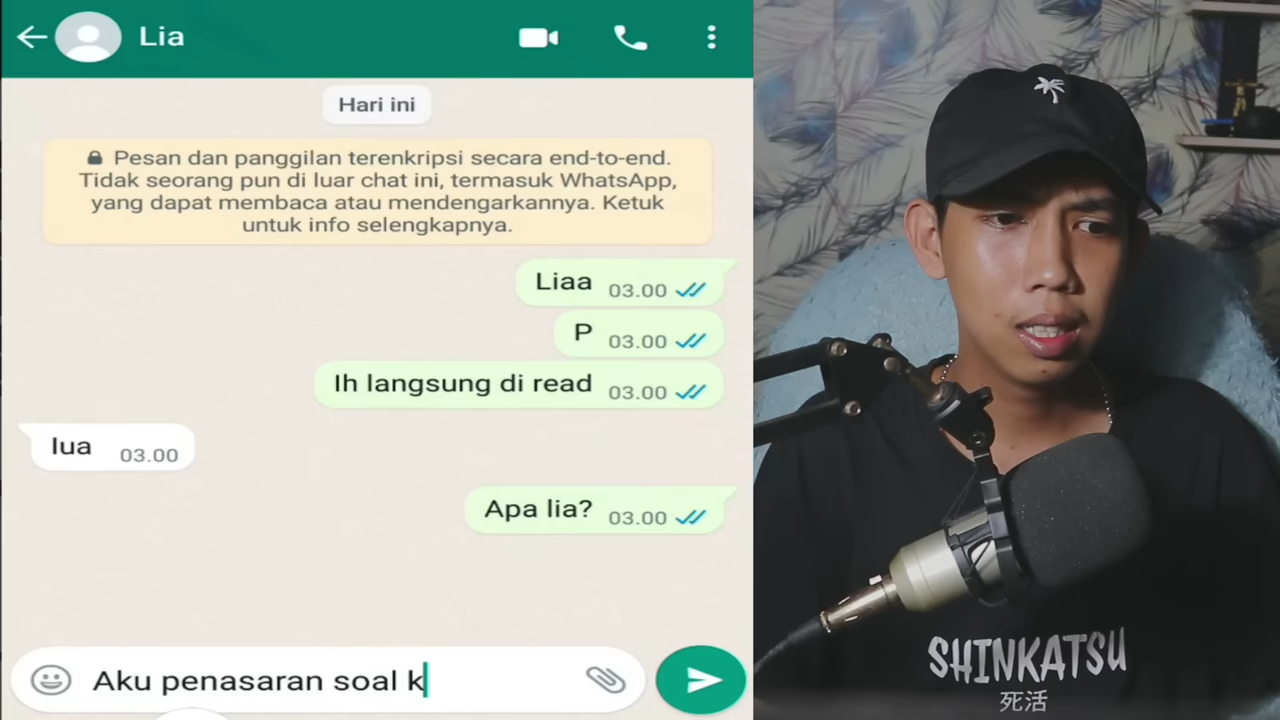 Lia
Hari ini
Pesan dan panggilan terenkripsi secara end-to-end.
Tidak seorang pun di luar chat ini, termasuk WhatsApp,
yang dapat membaca atau mendengarkannya. Ketuk
untuk info selengkapnya.
Liaa 03.00
P 03.00
Ih langsung di read 03.00
Iua 03.00
Apa lia? 03.00
Aku penasaran soal k
SHINKATSU
死活